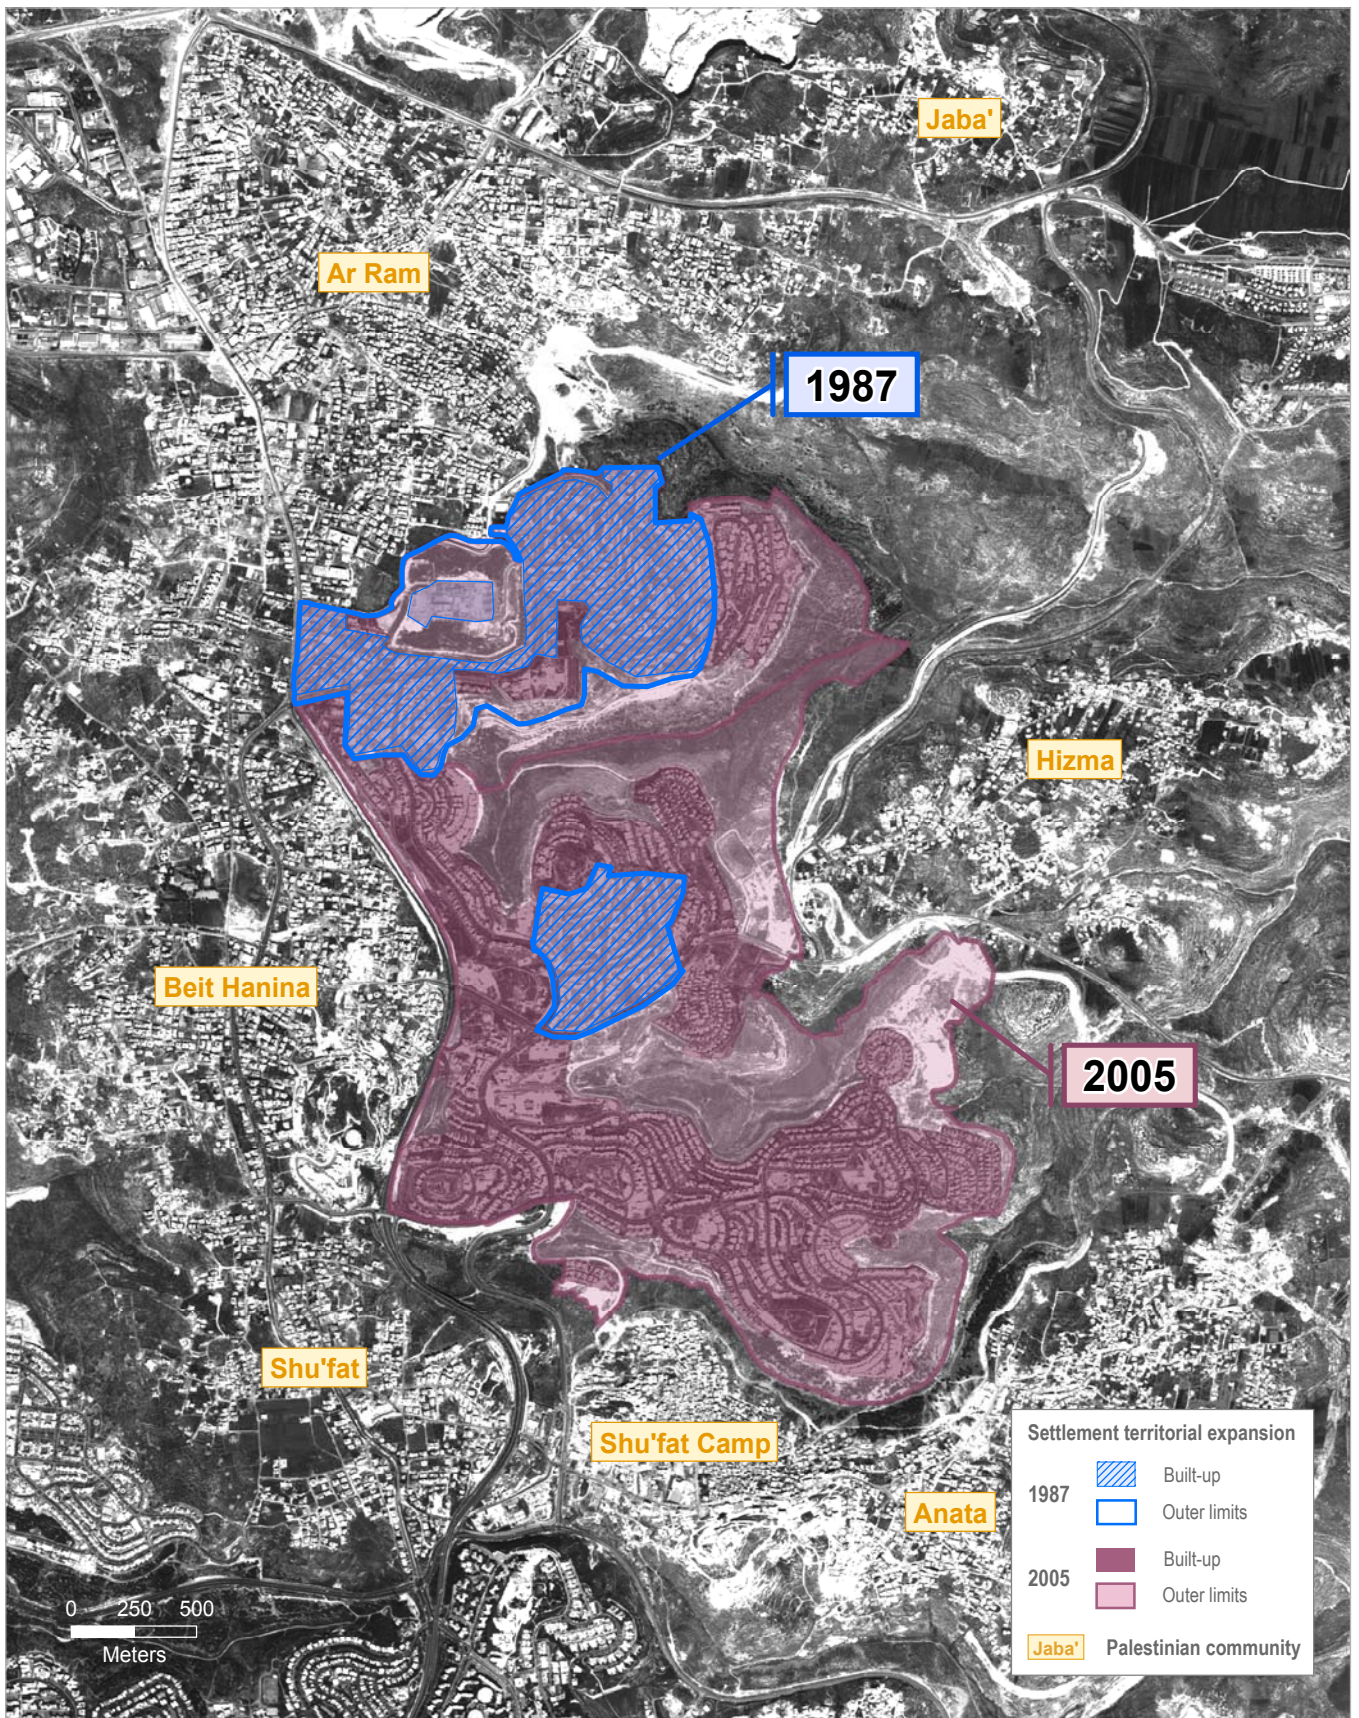 Jaba'
Ar Ram
1987
Hizma
Beit Hanina
2005
Shu'fat
Shu'fat Camp
Anata
Settlement territorial expansion
1987
Built-up
Outer limits
2005
Built-up
Outer limits
Jaba' Palestinian community
0 250 500
Meters